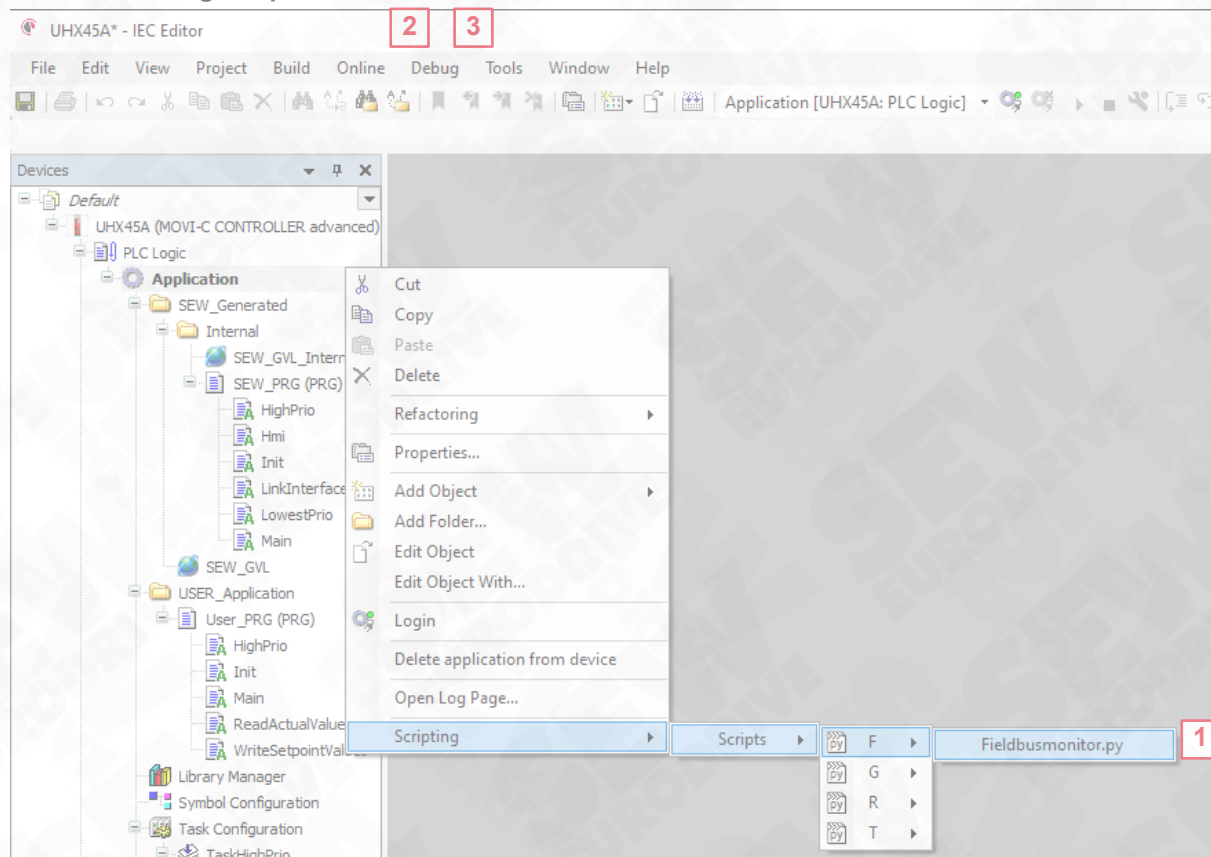 UHX45A* - IEC Editor
2
3
File Edit View Project Build Online Debug Tools Window Help
Application [UHX45A: PLC Logic]
Devices
Default
UHX45A (MOVI-C CONTROLLER advanced)
PLC Logic
Application
SEW_Generated
Internal
SEW_GVL_Intern
SEW_PRG (PRG)
HighPrio
Hmi
Init
LinkInterface
LowestPrio
Main
SEW_GVL
USER_Application
User_PRG (PRG)
HighPrio
Init
Main
ReadActualValue
WriteSetpointValues
Library Manager
Symbol Configuration
Task Configuration
TaskHighPrio
Cut
Copy
Paste
Delete
Refactoring
Properties...
Add Object
Add Folder...
Edit Object
Edit Object With...
Login
Delete application from device
Open Log Page...
Scripting
Scripts
F
G
R
T
Fieldbusmonitor.py
1
SEW
EURODRIVE